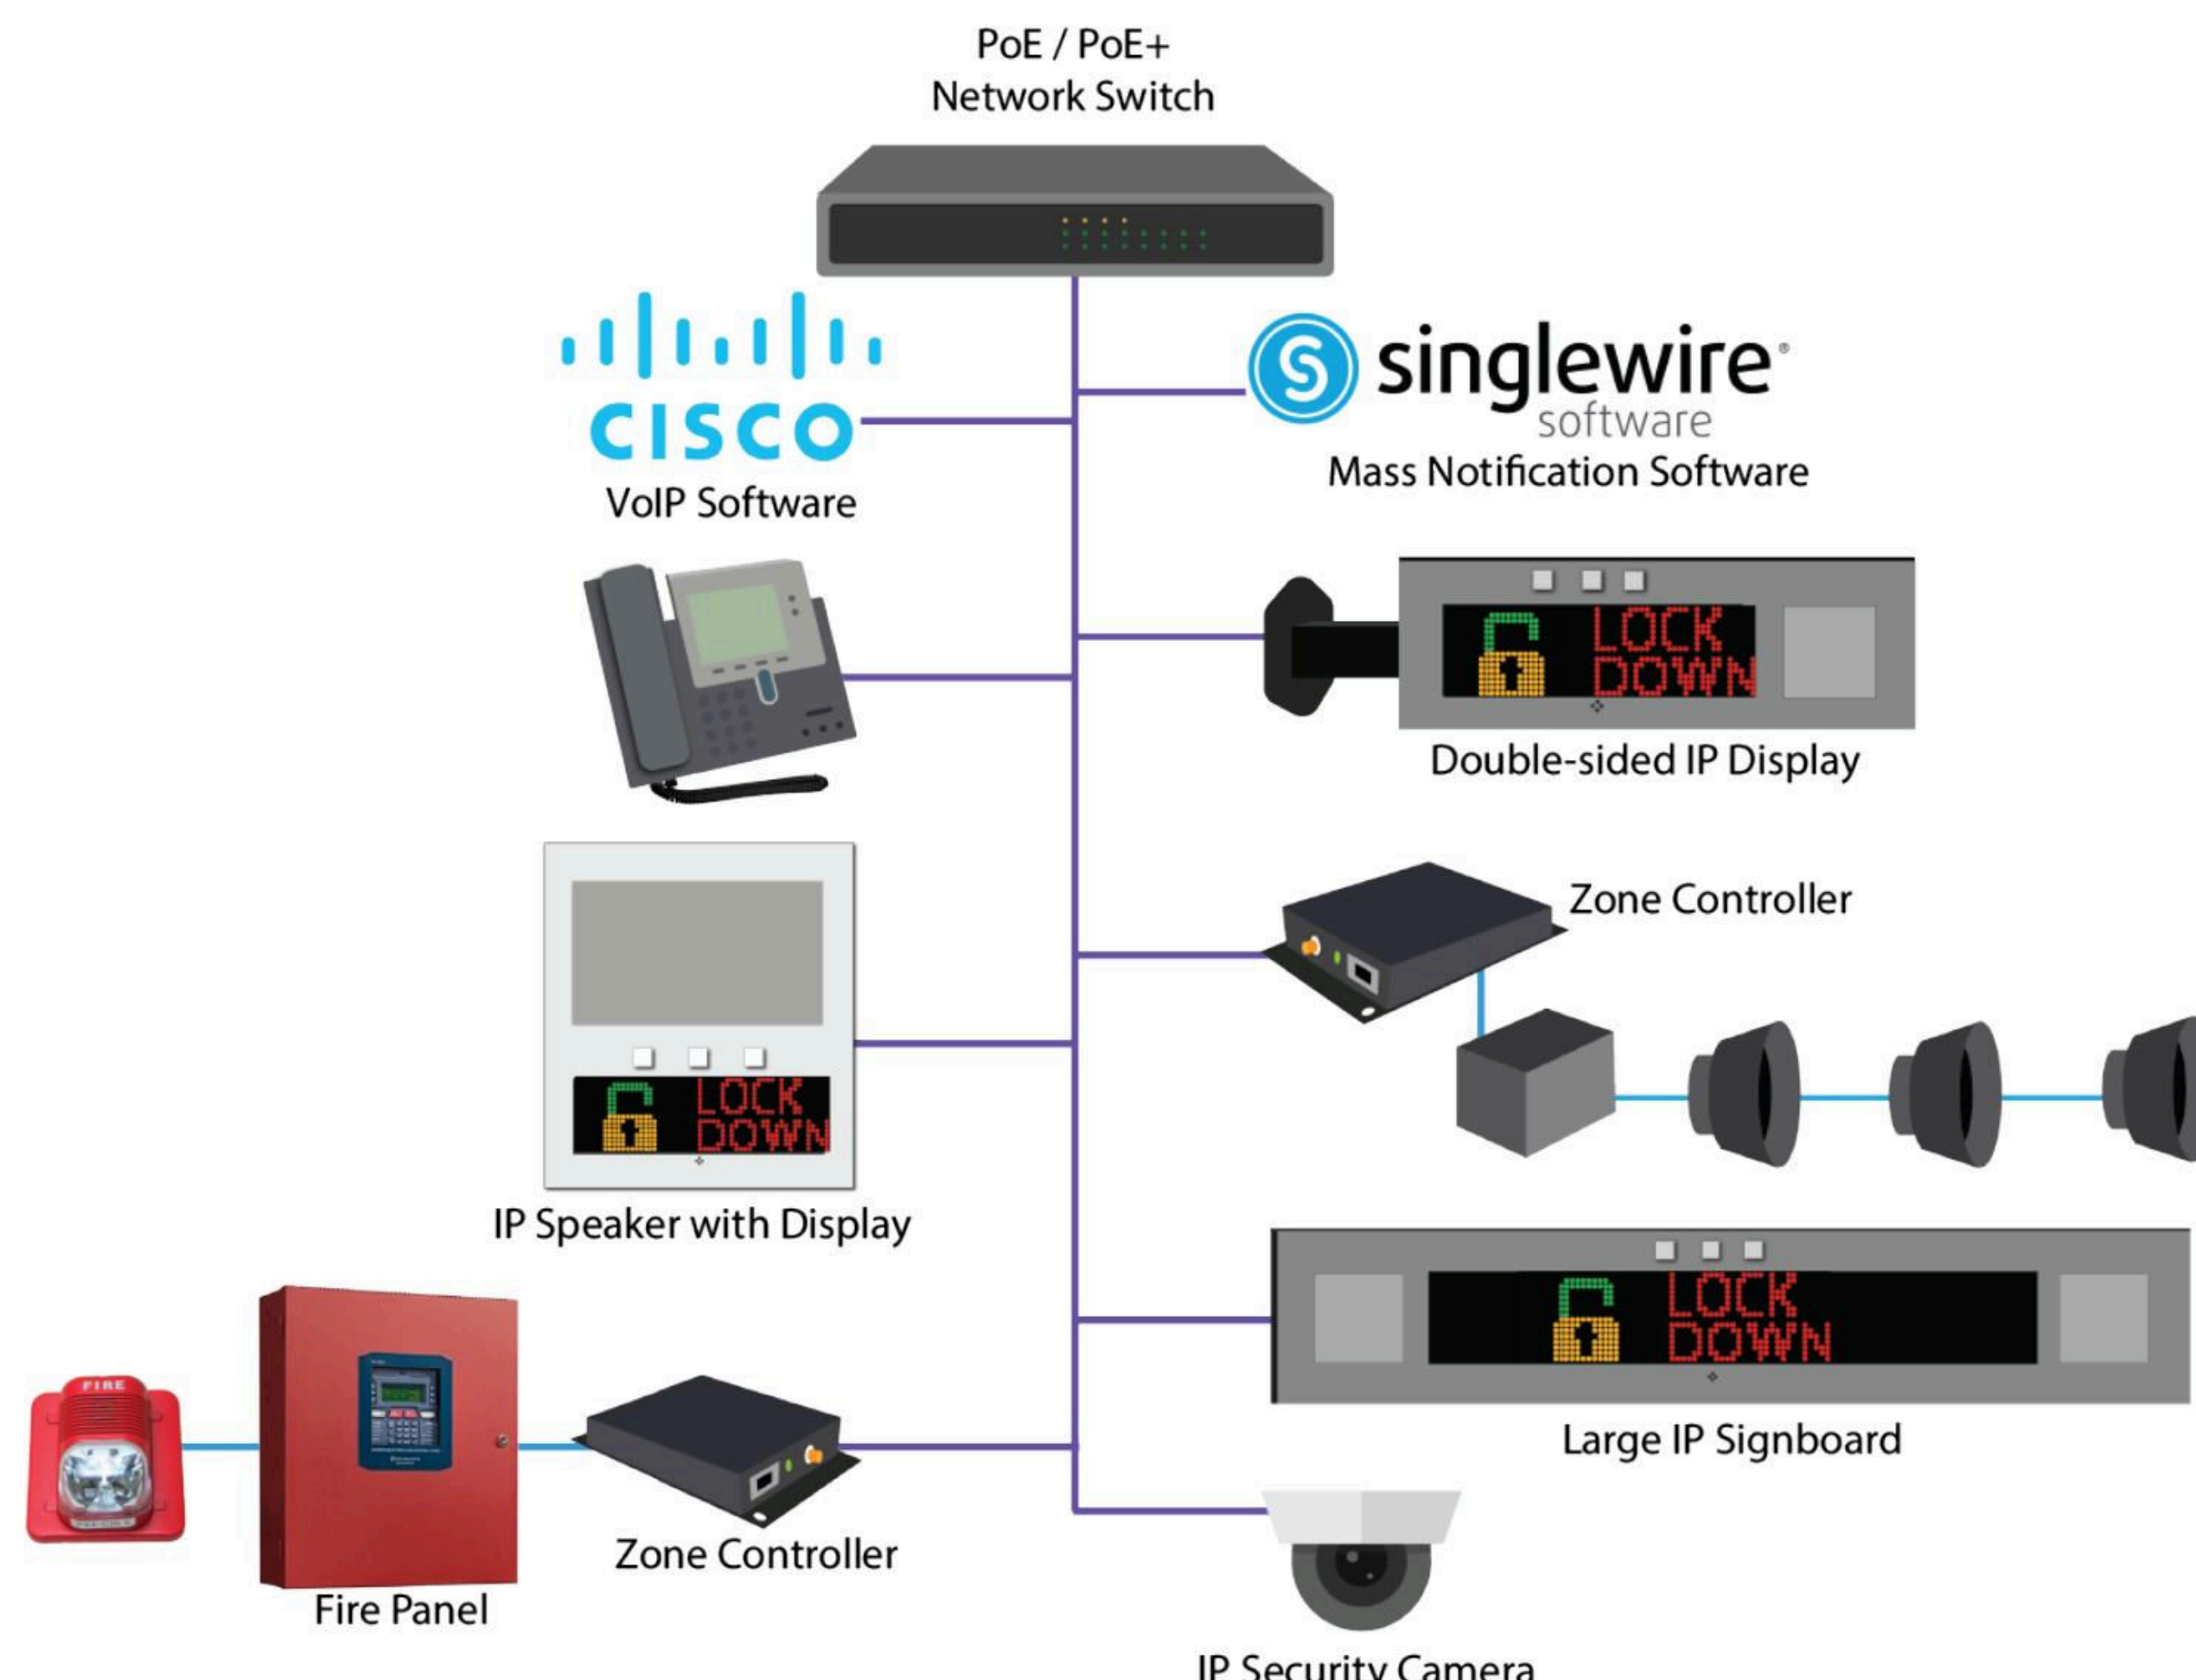 PoE / PoE+
Network Switch
CISCO
VoIP Software
singlewire®
software
Mass Notification Software
LOCK
DOWN
Double-sided IP Display
Zone Controller
LOCK
DOWN
IP Speaker with Display
LOCK
DOWN
Large IP Signboard
FIRE
Fire Panel
Zone Controller
IP Security Camera